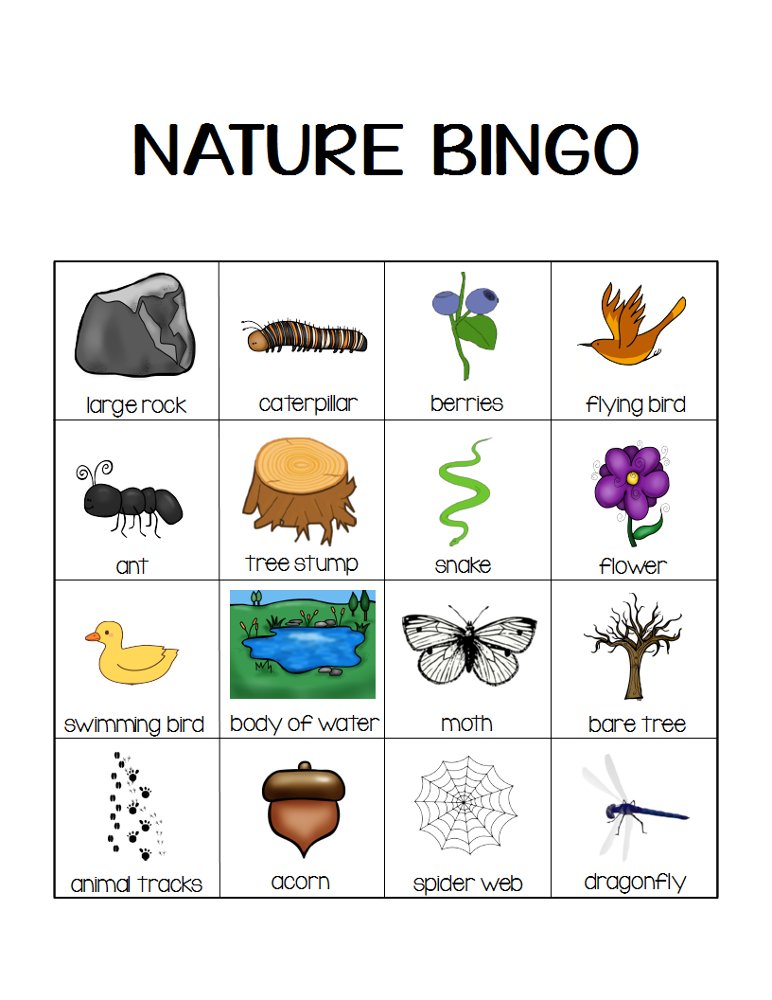 NATURE BINGO
large rock
caterpillar
berries
flying bird
ant
tree stump
snake
flower
swimming bird
body of water
moth
bare tree
animal tracks
acorn
spider web
dragonfly